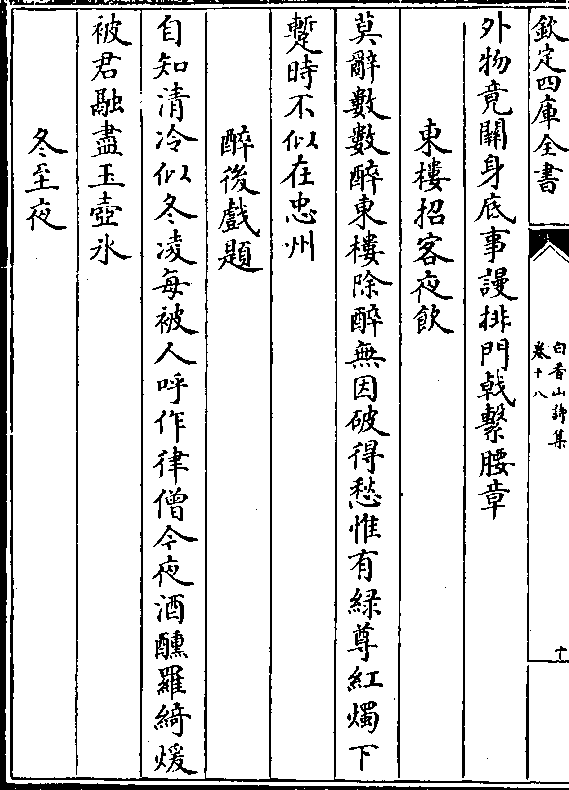 欽定四庫全書
白香山詩集
卷十八
十
外物竟關身底事謾排門㦸繫腰章
東樓招客夜飲
莫辭數數醉東樓除醉無因破得愁惟有緑尊紅燭下
蹔時不似在忠州
醉後戲題
自知清冷似冬凌每被人呼作律僧今夜酒醺羅綺煖
被君融盡玉壺氷
冬至夜